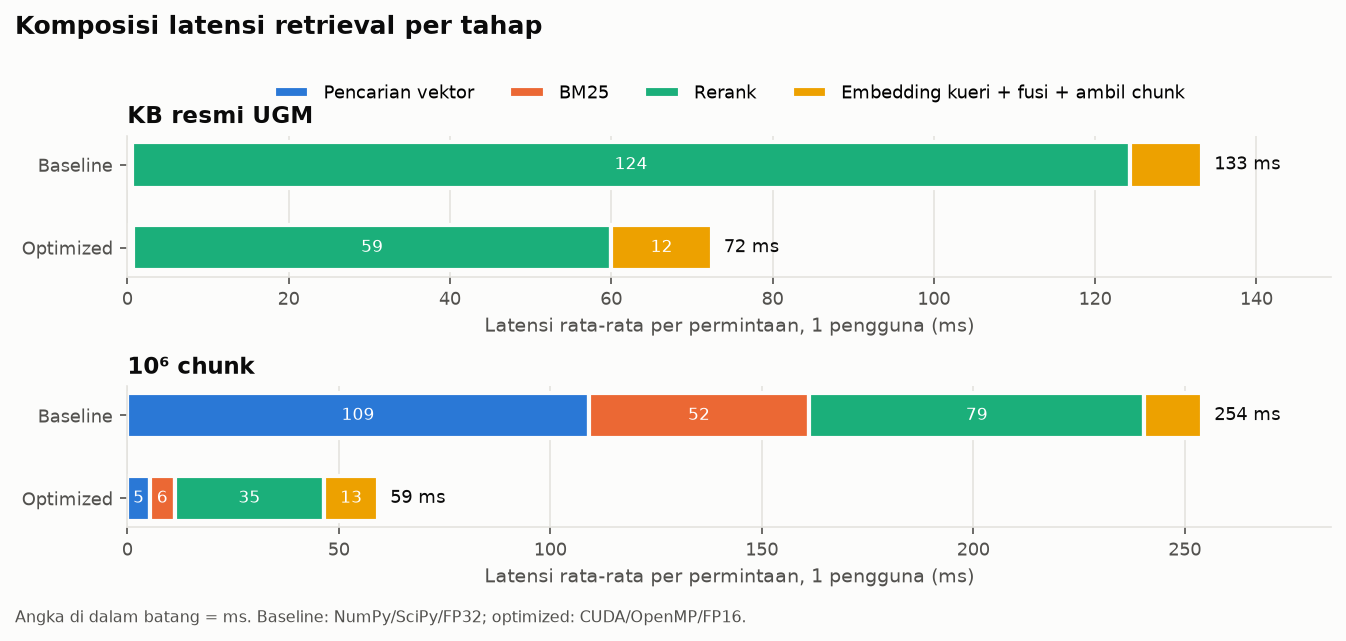 Komposisi latensi retrieval per tahap
Pencarian vektor BM25 Rerank Embedding kueri + fusi + ambil chunk
KB resmi UGM
Baseline 124 133 ms
Optimized 59 12 72 ms
0 20 40 60 80 100 120 140
Latensi rata-rata per permintaan, 1 pengguna (ms)
10⁶ chunk
Baseline 109 52 79 254 ms
Optimized 5 6 35 13 59 ms
0 50 100 150 200 250
Latensi rata-rata per permintaan, 1 pengguna (ms)
Angka di dalam batang = ms. Baseline: NumPy/SciPy/FP32; optimized: CUDA/OpenMP/FP16.